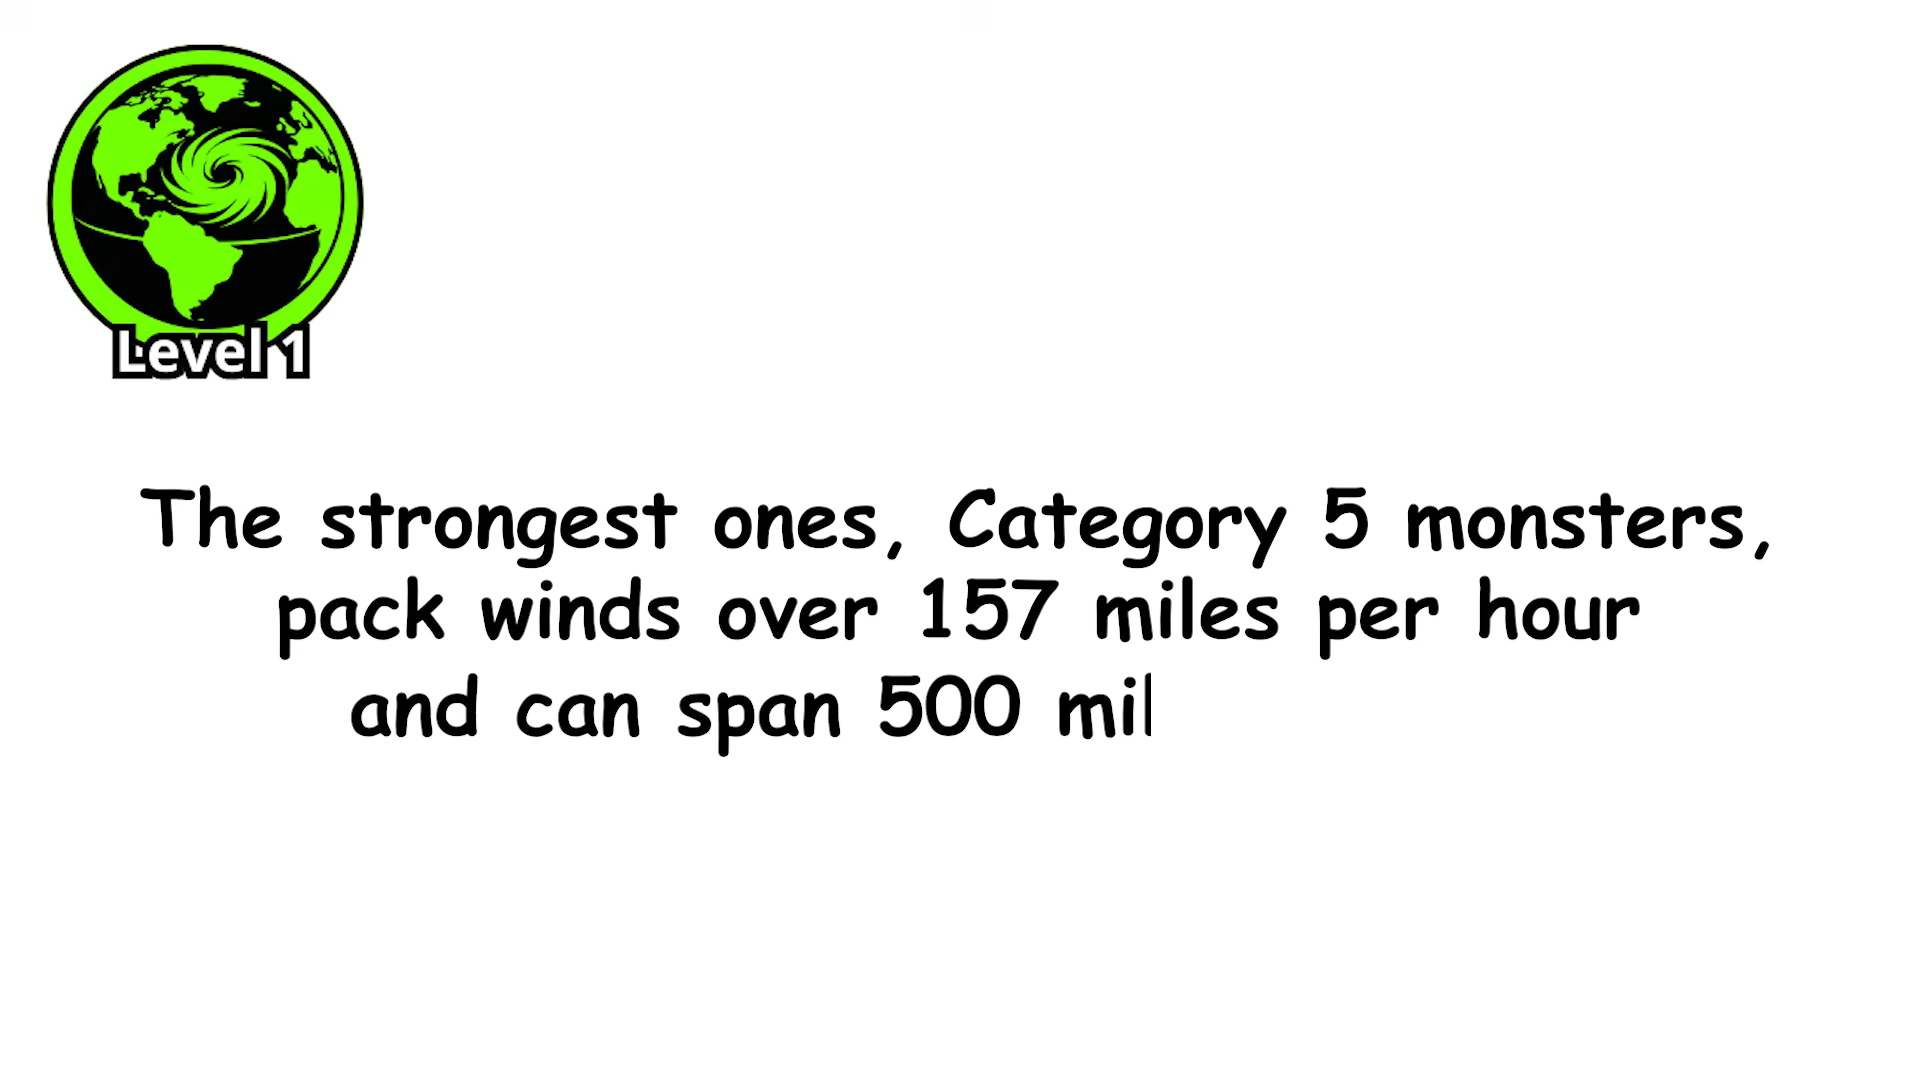 Level 1
The strongest ones, Category 5 monsters,
pack winds over 157 miles per hour
and can span 500 mil